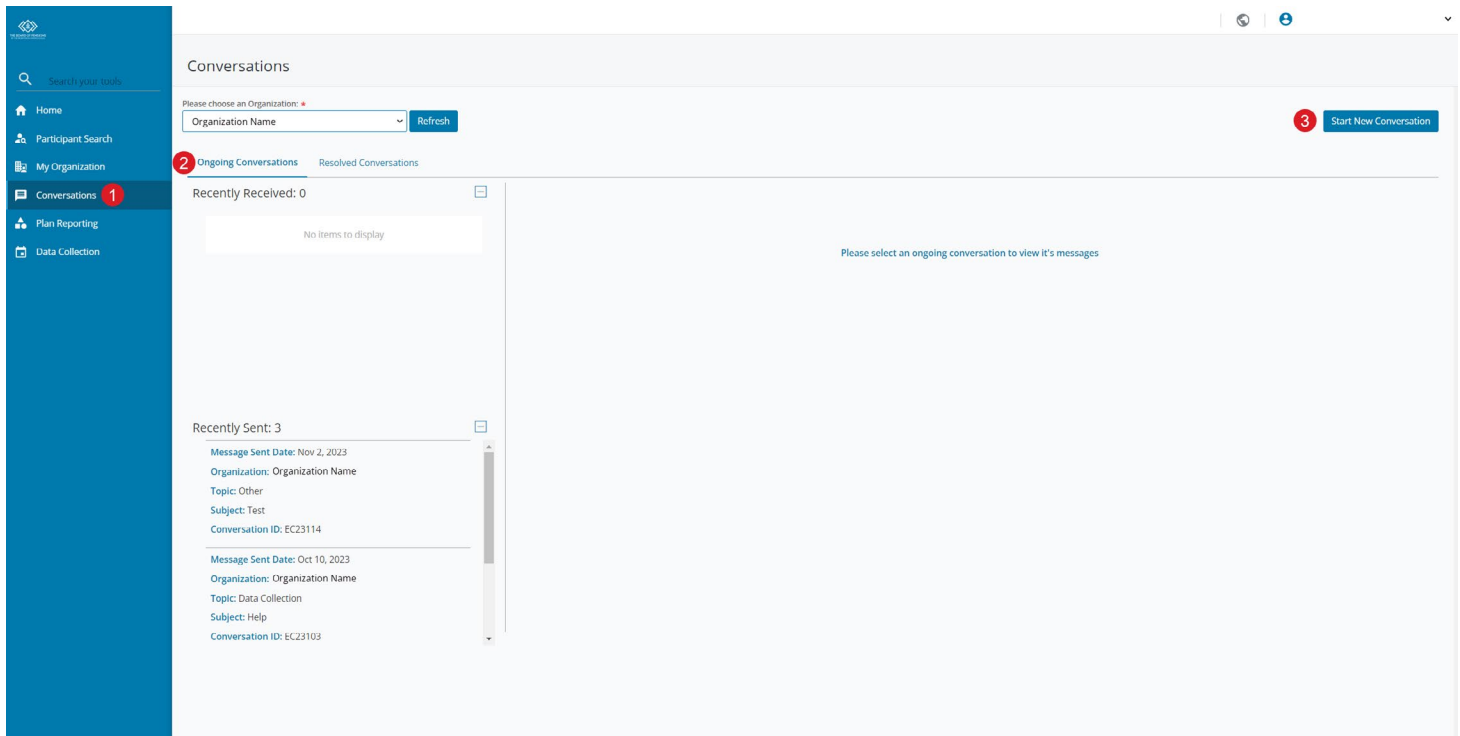 Search your tools
Home
Participant Search
My Organization
Conversations 1
Plan Reporting
Data Collection
Conversations
Please choose an Organization: *
Organization Name
Refresh
3 Start New Conversation
2 Ongoing Conversations
Resolved Conversations
Recently Received: 0
No items to display
Please select an ongoing conversation to view it's messages
Recently Sent: 3
Message Sent Date: Nov 2, 2023
Organization: Organization Name
Topic: Other
Subject: Test
Conversation ID: EC23114
Message Sent Date: Oct 10, 2023
Organization: Organization Name
Topic: Data Collection
Subject: Help
Conversation ID: EC23103